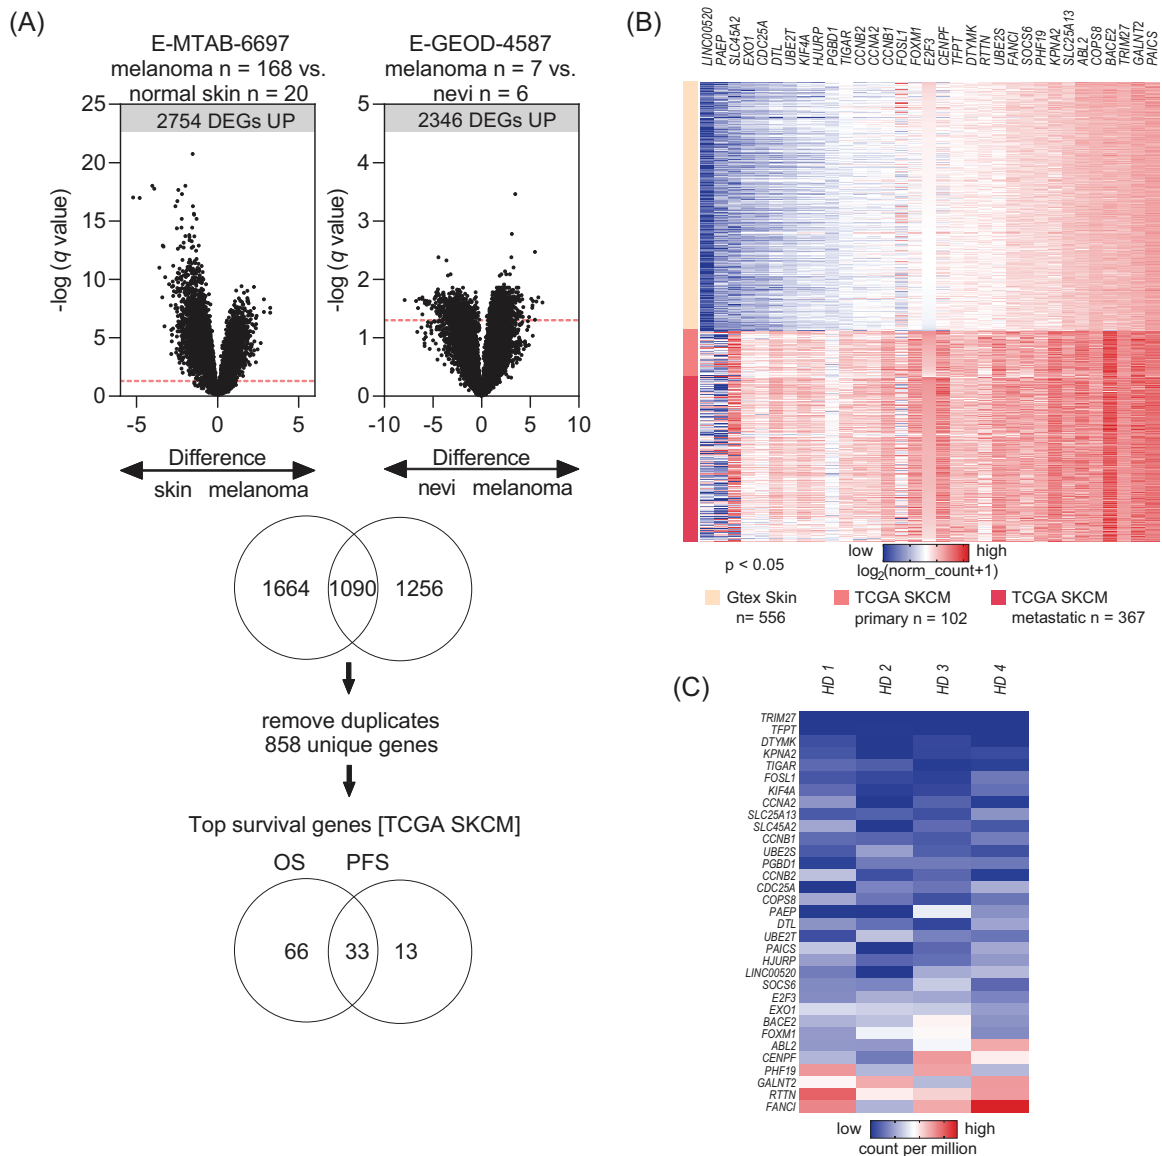 (A)
E-MTAB-6697
melanoma n = 168 vs.
normal skin n = 20
2754 DEGs UP
25
20
15
10
5
0
-log (q value)
-5
0
5
Difference
skin melanoma
E-GEOD-4587
melanoma n = 7 vs.
nevi n = 6
2346 DEGs UP
5
4
3
2
1
0
-log (q value)
-10
-5
0
5
10
Difference
nevi melanoma
1664
1090
1256
remove duplicates
858 unique genes
Top survival genes [TCGA SKCM]
OS
PFS
66
33
13
(B)
LINC00520
PAEP
SLC45A2
EXO1
CDC25A
DTL
UBE2T
KIF4A
HJURP
PGBD1
TIGAR
CCNB2
CCNA2
CCNB1
FOSL1
FOXM1
E2F3
CENPF
TFPT
DTYMK
RTTN
UBE2S
FANCI
SOCS6
PHF19
KPNA2
SLC25A13
ABL2
COPS8
BACE2
TRIM27
GALNT2
PAICS
p < 0.05
low
high
log2(norm_count+1)
Gtex Skin
n= 556
TCGA SKCM
primary n = 102
TCGA SKCM
metastatic n = 367
(C)
HD 1
HD 2
HD 3
HD 4
TRIM27
TFPT
DTYMK
KPNA2
TIGAR
FOSL1
KIF4A
CCNA2
SLC25A13
SLC45A2
CCNB1
UBE2S
PGBD1
CCNB2
CDC25A
COPS8
PAEP
DTL
UBE2T
PAICS
HJURP
LINC00520
SOCS6
E2F3
EXO1
BACE2
FOXM1
ABL2
CENPF
PHF19
GALNT2
RTTN
FANCI
low
high
count per million